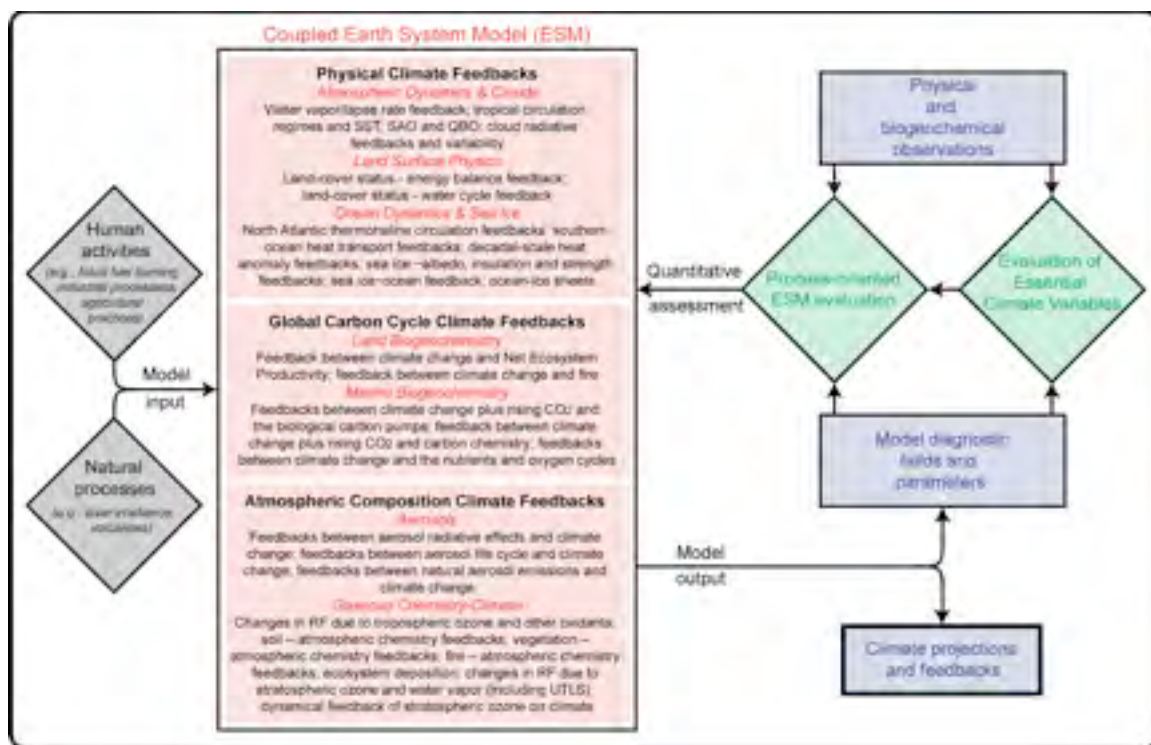 Coupled Earth System Model (ESM)
Physical Climate Feedbacks
Atmospheric Dynamics & Clouds
Water vapor/lapse rate feedback; tropical circulation
regimes and SST, SAO and QBO; cloud radiative
feedbacks and variability
Land Surface Physics
Land-cover status - energy balance feedback;
land-cover status - water cycle feedback
Ocean Dynamics & Sea Ice
North Atlantic thermohaline circulation feedbacks; southern-
ocean heat transport feedbacks; decadal-scale heat
anomaly feedbacks; sea ice -albedo, insulation and strength
feedbacks; sea ice-ocean feedback; ocean-ice sheets
Global Carbon Cycle Climate Feedbacks
Land Biogeochemistry
Feedback between climate change and Net Ecosystem
Productivity; feedback between climate change and fire
Marine Biogeochemistry
Feedbacks between climate change plus rising CO2 and
the biological carbon pumps; feedback between climate
change plus rising CO2 and carbon chemistry; feedbacks
between climate change and the nutrients and oxygen cycles
Atmospheric Composition Climate Feedbacks
Aerosols
Feedbacks between aerosol radiative effects and climate
change; feedbacks between aerosol life cycle and climate
change; feedbacks between natural aerosol emissions and
climate change
Gaseous Chemistry-Climate
Changes in RF due to tropospheric ozone and other oxidants;
soil – atmospheric chemistry feedbacks; vegetation –
atmospheric chemistry feedbacks; fire – atmospheric chemistry
feedbacks; ecosystem deposition; changes in RF due to
stratospheric ozone and water vapor (including UTLS)
dynamical feedback of stratospheric ozone on climate
Human
activities
(e.g., fossil fuel burning,
industrial processes,
agricultural
practices)
Model
input
Natural
processes
(e.g., solar irradiance,
volcanoes)
Physical
and
biogeochemical
observations
Quantitative
assessment
Process-oriented
ESM evaluation
Evaluation of
Essential
Climate Variables
Model diagnostic
fields and
parameters
Model
output
Climate projections
and feedbacks